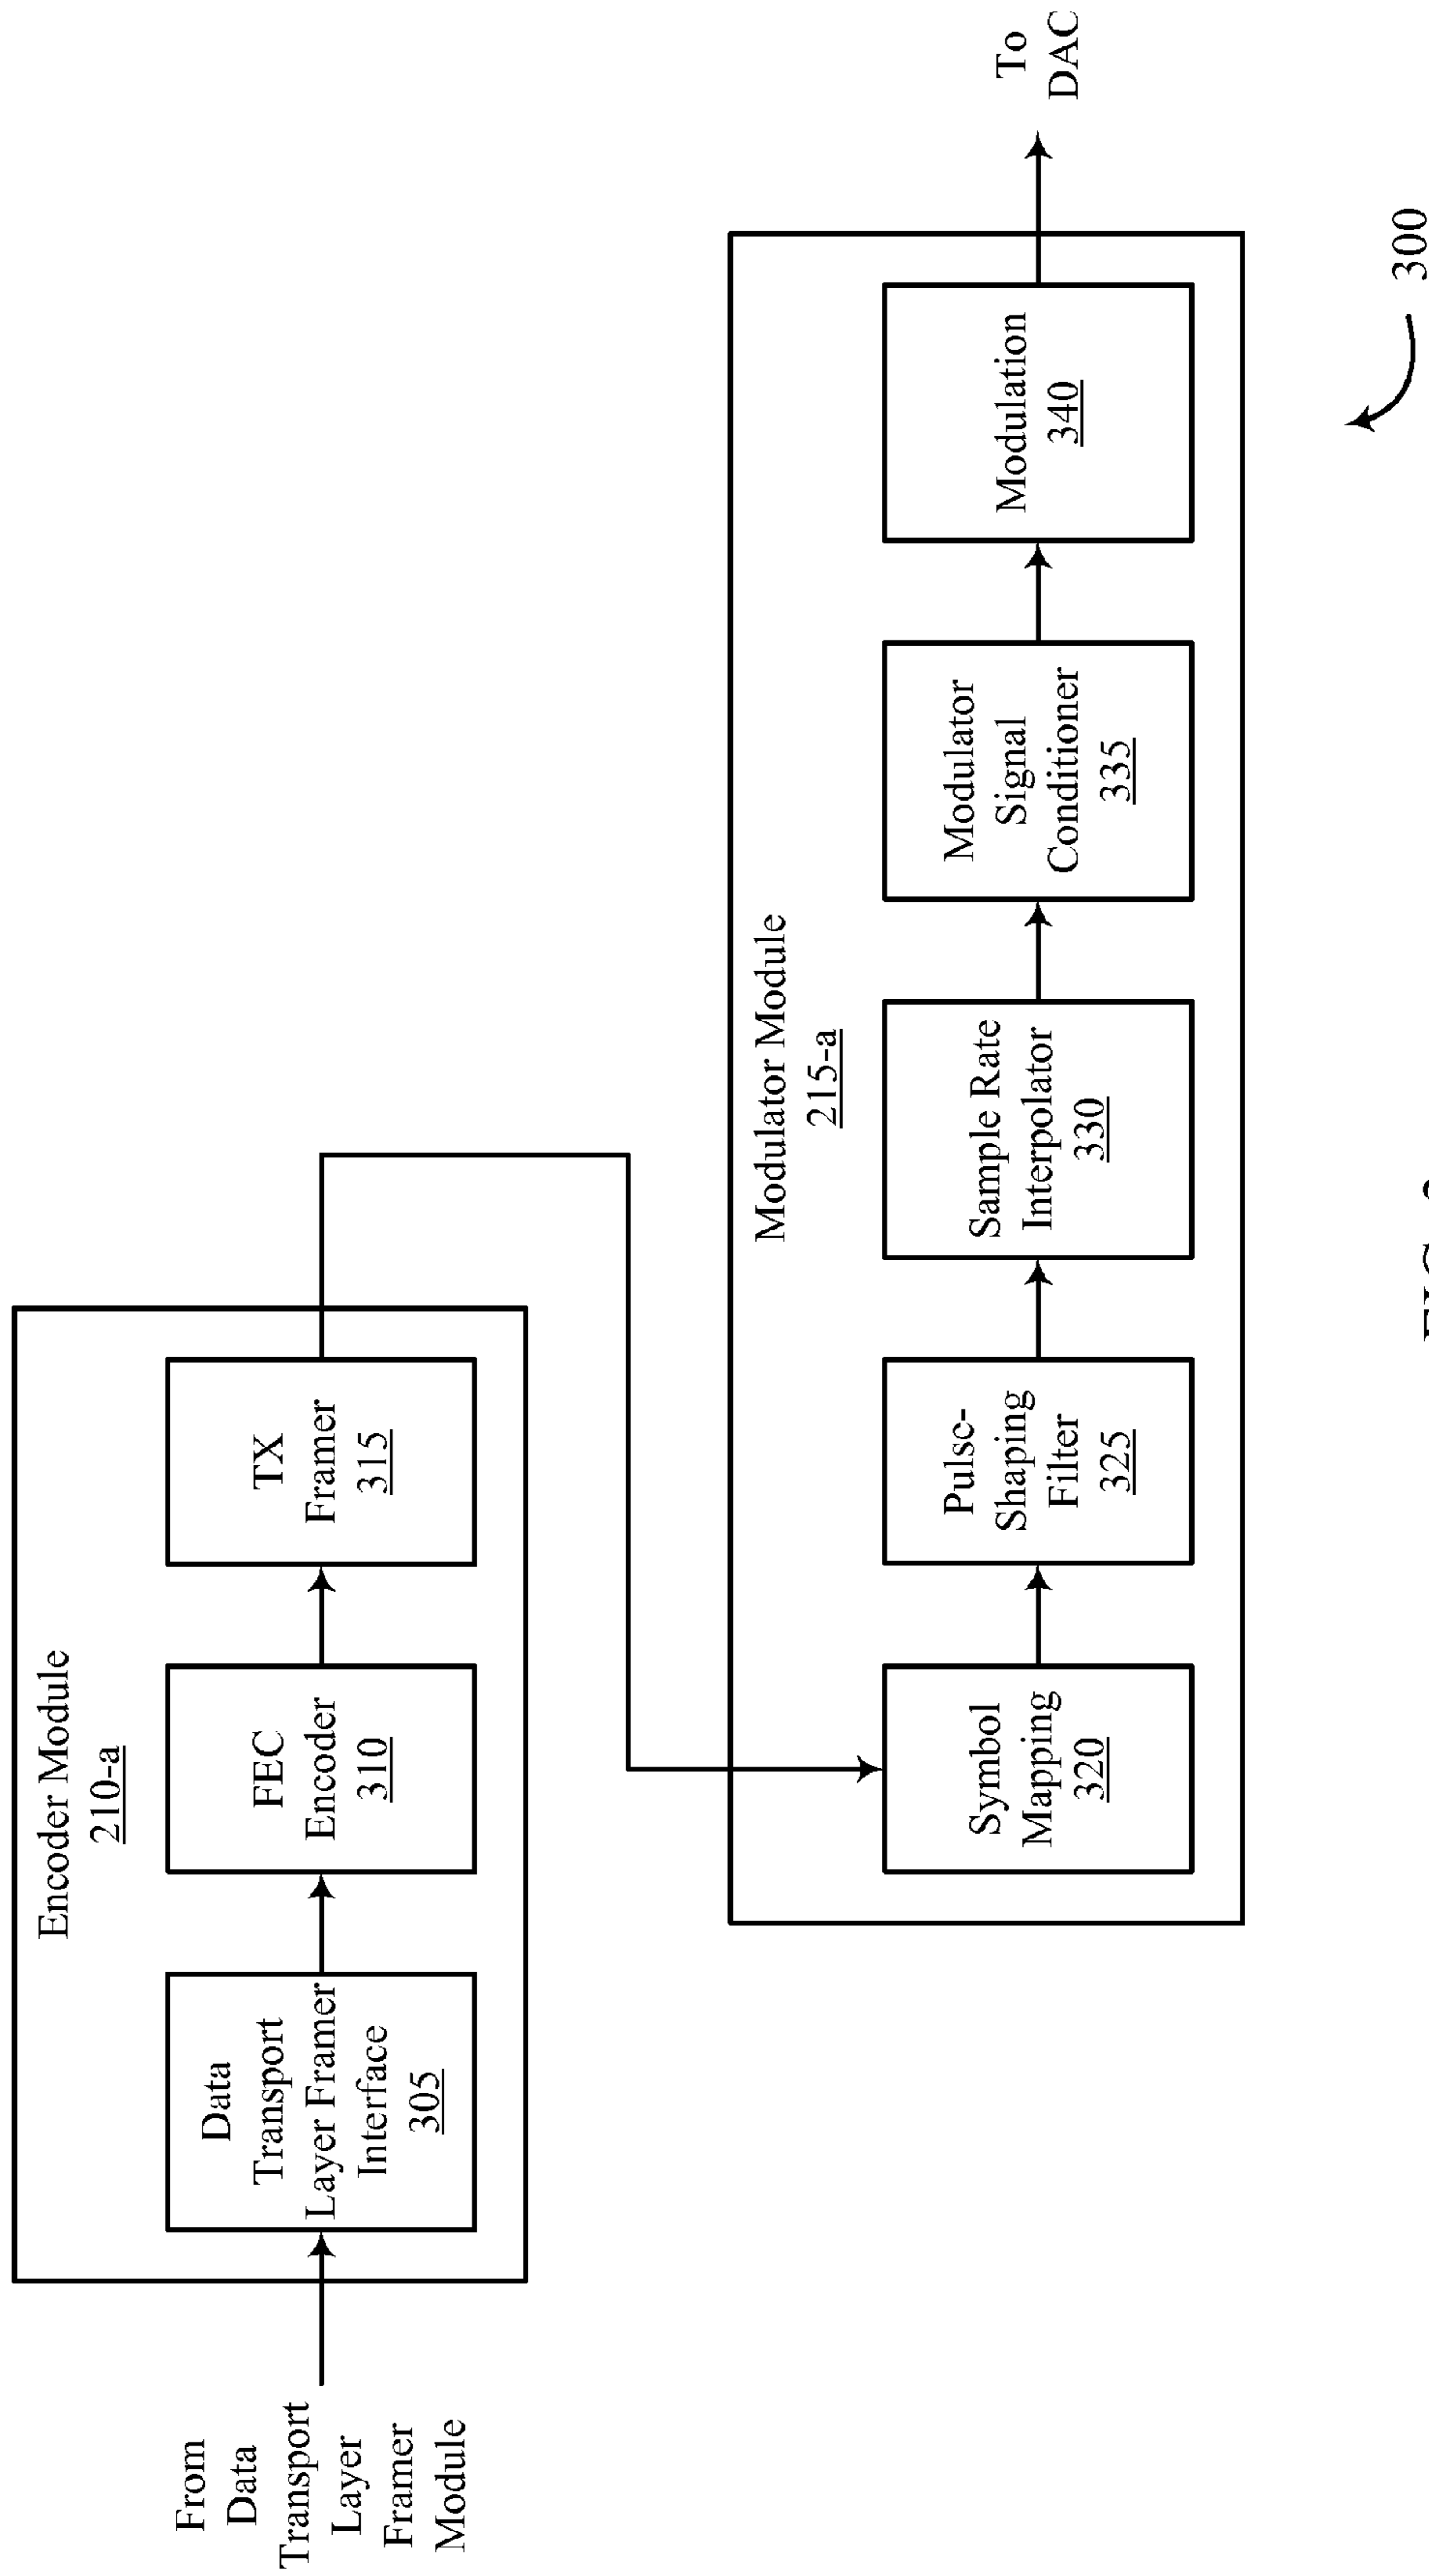 From
Data
Transport
Layer
Framer
Module
Encoder Module
210-a
Data
Transport
Layer Framer
Interface
305
FEC
Encoder
310
TX
Framer
315
Modulator Module
215-a
Symbol
Mapping
320
Pulse-
Shaping
Filter
325
Sample Rate
Interpolator
330
Modulator
Signal
Conditioner
335
Modulation
340
To
DAC
300